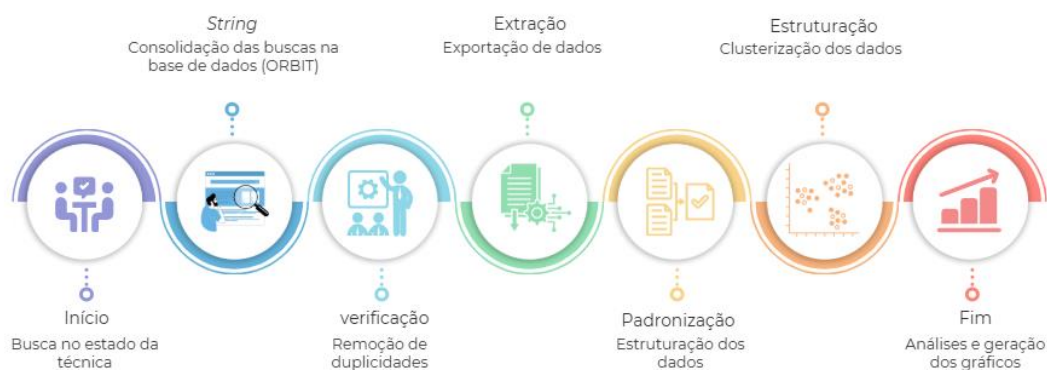 String
Consolidação das buscas na
base de dados (ORBIT)
Extração
Exportação de dados
Estruturação
Clusterização dos dados
Início
Busca no estado da
técnica
verificação
Remoção de
duplicidades
Padronização
Estruturação dos
dados
Fim
Análises e geração
dos gráficos